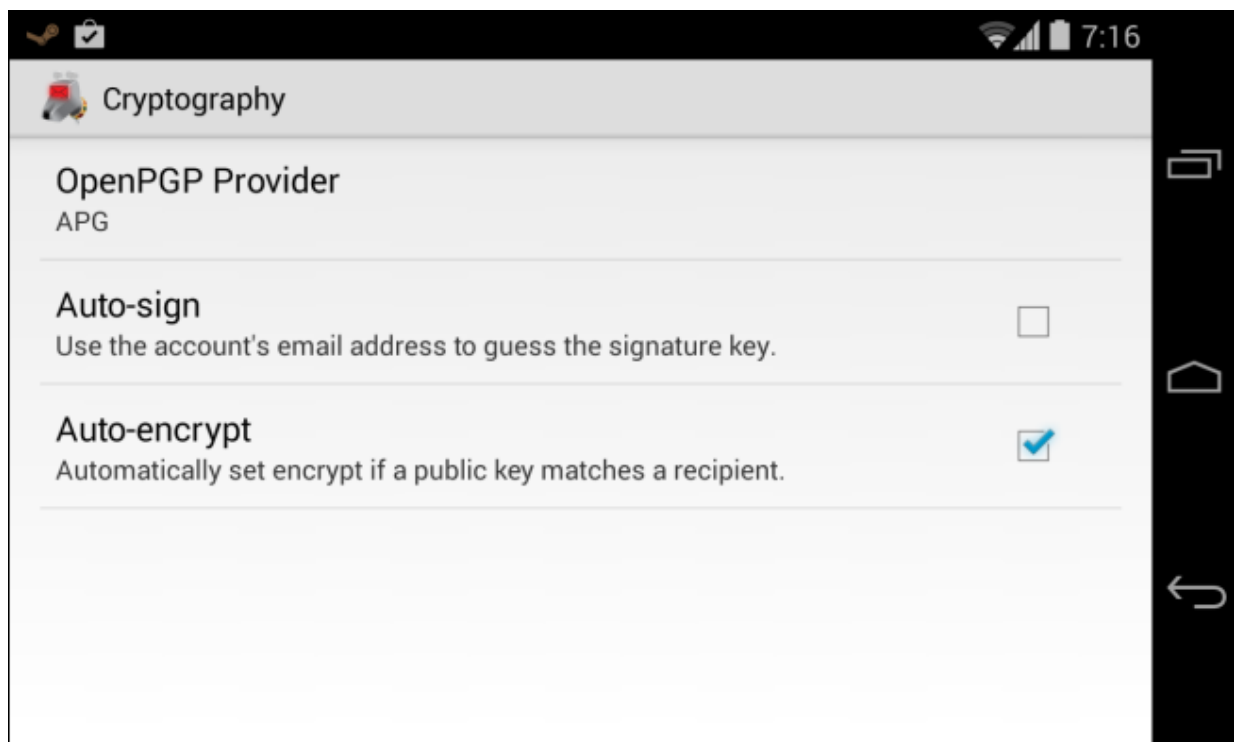 7:16
Cryptography
OpenPGP Provider
APG
Auto-sign
Use the account's email address to guess the signature key.
Auto-encrypt
Automatically set encrypt if a public key matches a recipient.